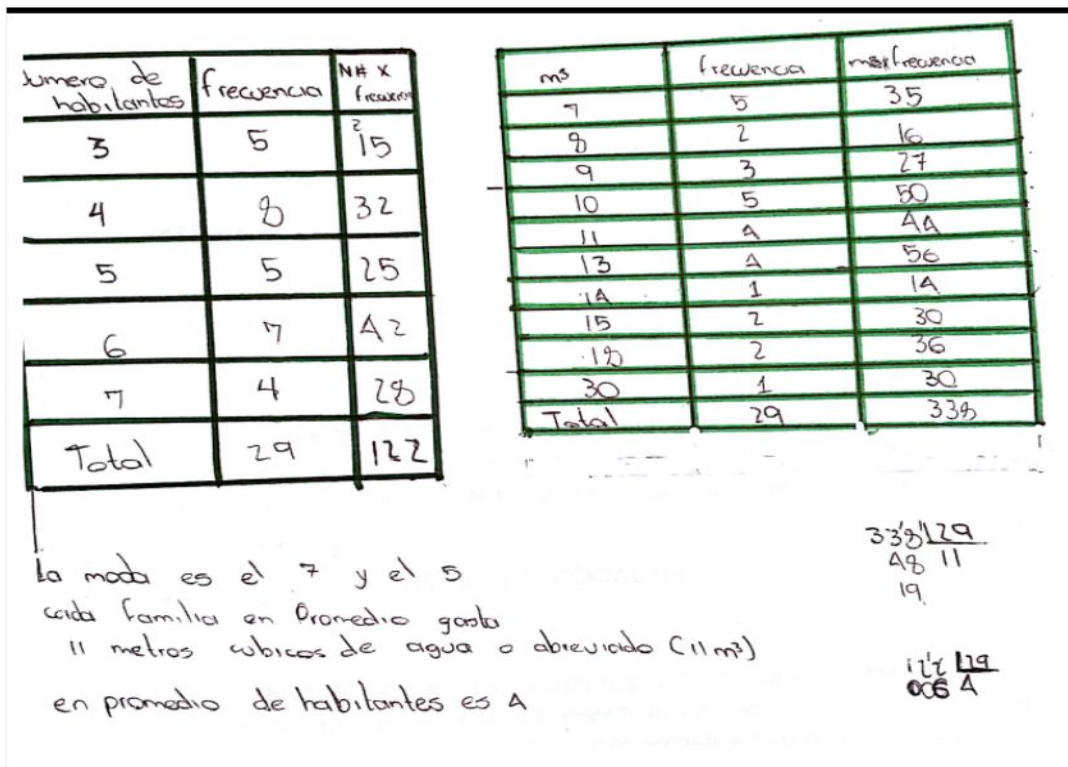 umero de habitantes | frecuencia | N# x frecuencia
3 | 5 | 15
4 | 8 | 32
5 | 5 | 25
6 | 7 | 42
7 | 4 | 28
Total | 29 | 122
m³ | frecuencia | frecuencia
7 | 5 | 35
8 | 2 | 16
9 | 3 | 27
10 | 5 | 50
11 | 4 | 44
13 | 4 | 56
14 | 1 | 14
15 | 2 | 30
18 | 2 | 36
30 | 1 | 30
Total | 29 | 338
La moda es el 7 y el 5
cada familia en Promedio gasta
11 metros cubicos de agua o abreviado (11 m³)
en promedio de habitantes es 4
338 29
48 11
19
122 29
006 4